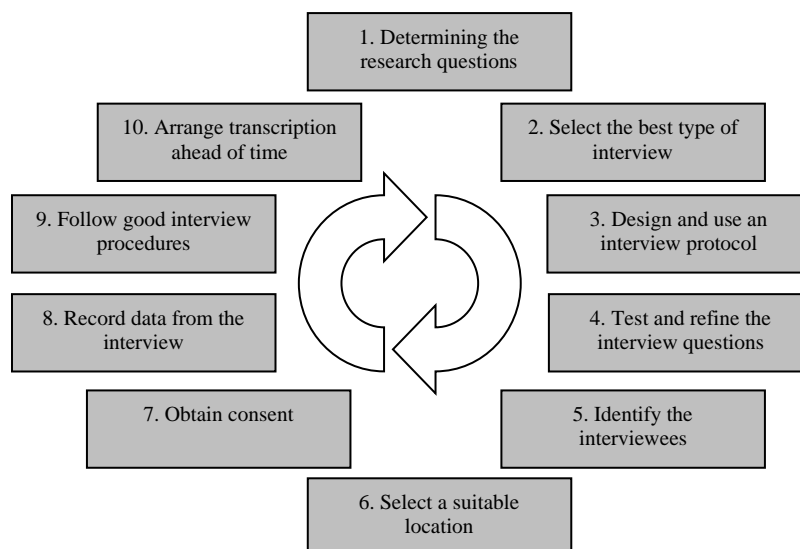 1. Determining the
research questions
2. Select the best type of
interview
3. Design and use an
interview protocol
4. Test and refine the
interview questions
5. Identify the
interviewees
6. Select a suitable
location
7. Obtain consent
8. Record data from the
interview
9. Follow good interview
procedures
10. Arrange transcription
ahead of time